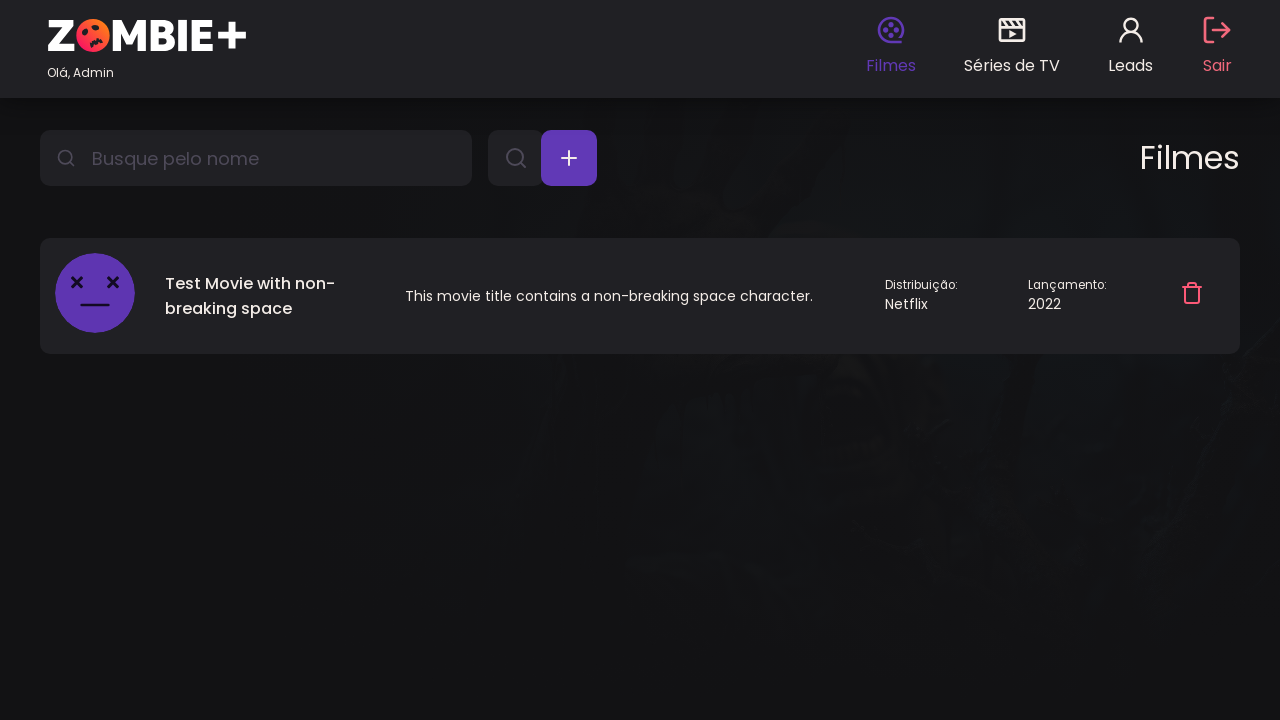 ZOMBIE+
Olá, Admin
Filmes
Séries de TV
Leads
Sair
Busque pelo nome
Filmes
Test Movie with non-
breaking space
This movie title contains a non-breaking space character.
Distribuição:
Netflix
Lançamento:
2022